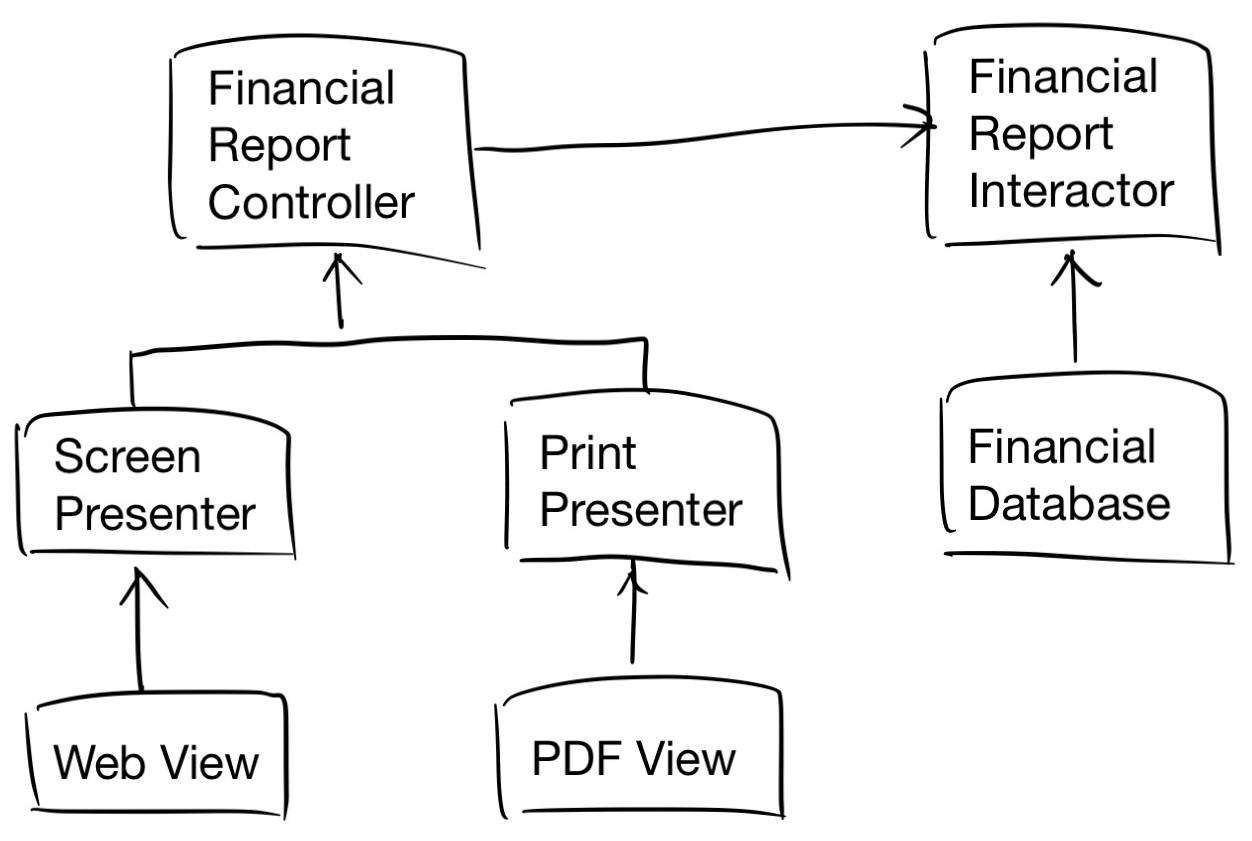 Financial
Report
Controller
Financial
Report
Interactor
Screen
Presenter
Print
Presenter
Financial
Database
Web View
PDF View